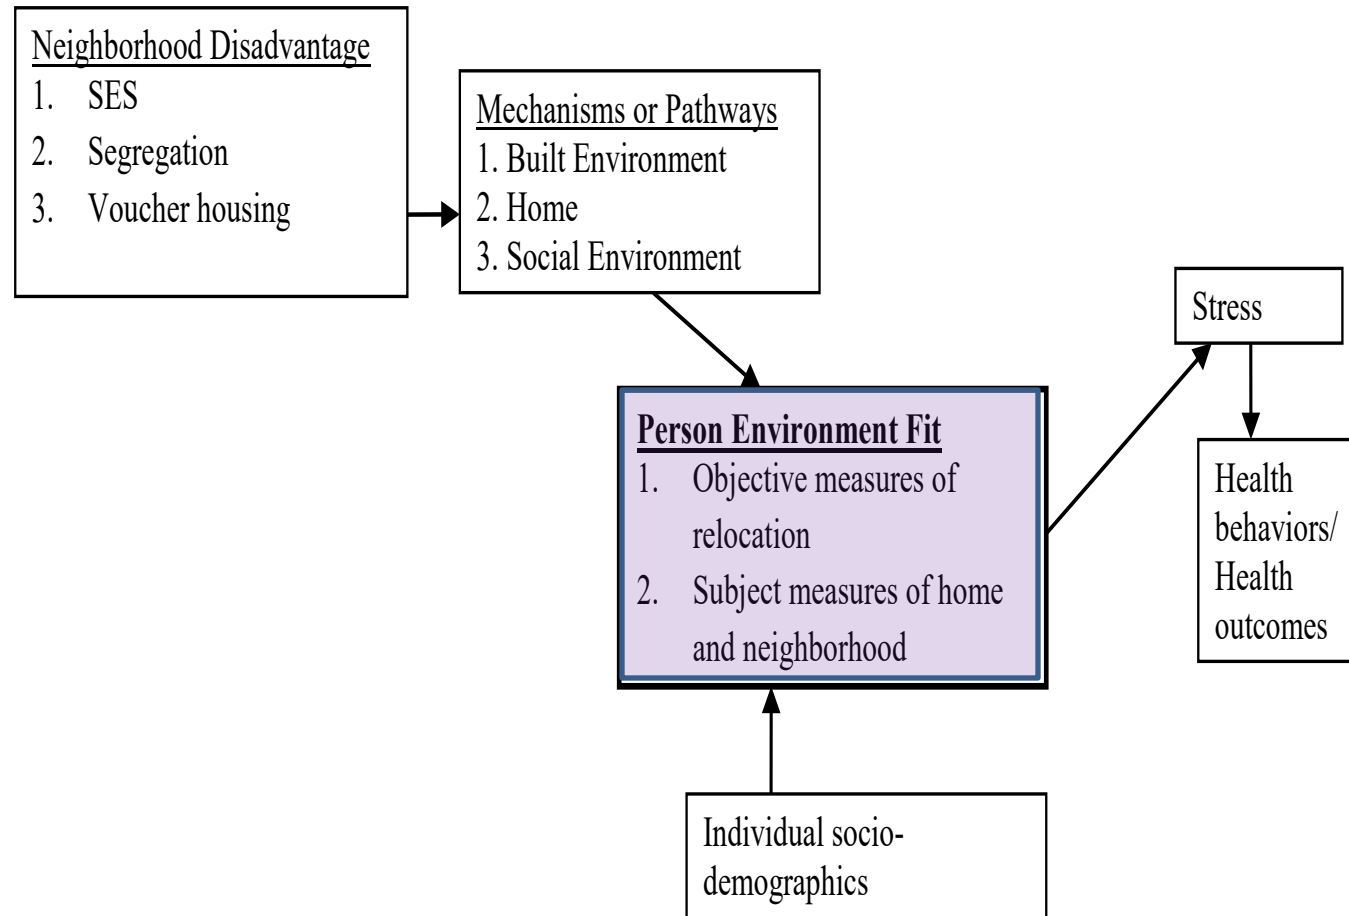 Neighborhood Disadvantage
1. SES
2. Segregation
3. Voucher housing
Mechanisms or Pathways
1. Built Environment
2. Home
3. Social Environment
Stress
Person Environment Fit
1. Objective measures of
relocation
2. Subject measures of home
and neighborhood
Health
behaviors/
Health
outcomes
Individual socio-
demographics